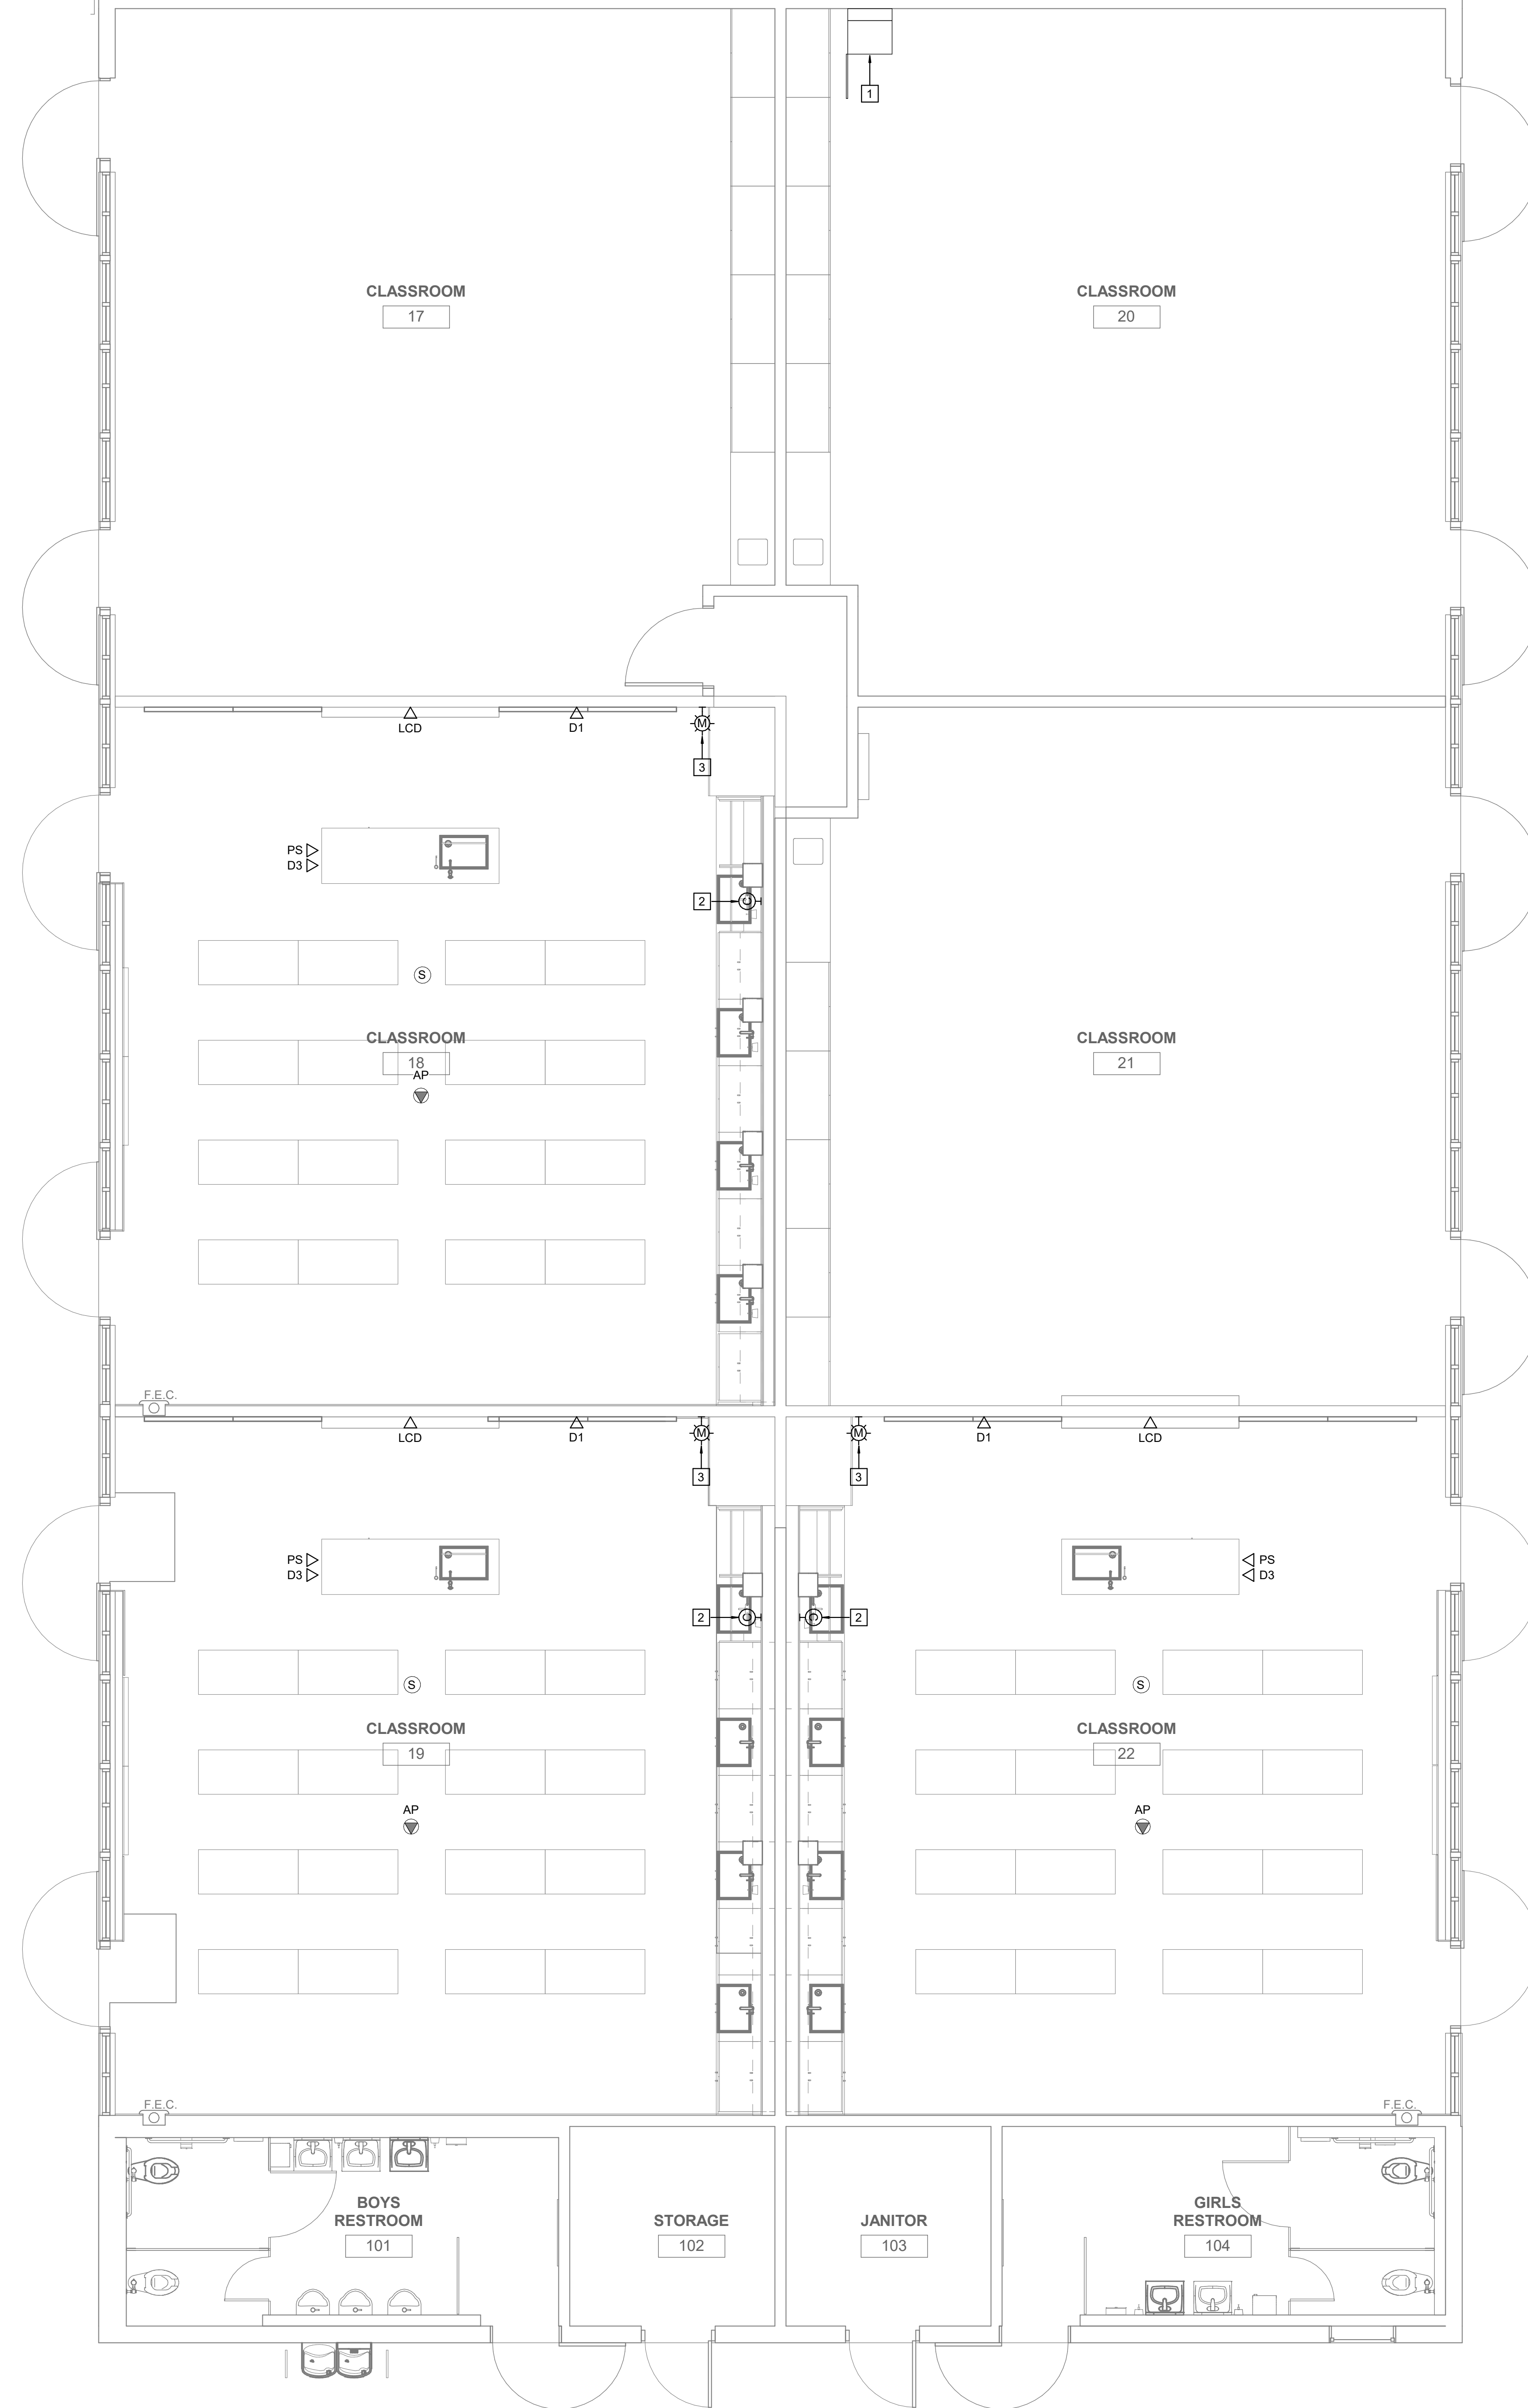 1
CLASSROOM
17
CLASSROOM
20
LCD
D1
M
3
PS
D3
2
C
S
CLASSROOM
18
AP
CLASSROOM
21
F.E.C.
LCD
D1
M
3
M
3
D1
LCD
PS
D3
PS
D3
2
C
C
2
S
S
CLASSROOM
19
CLASSROOM
22
AP
AP
F.E.C.
F.E.C.
BOYS
RESTROOM
101
STORAGE
102
JANITOR
103
GIRLS
RESTROOM
104